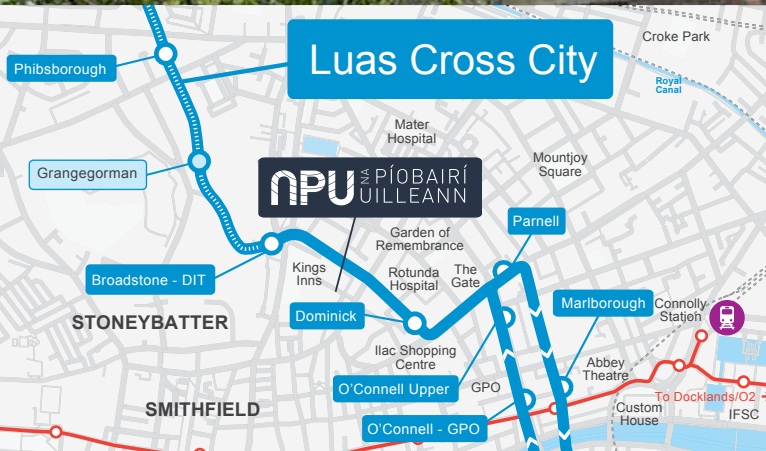 Croke Park
Luas Cross City
Phibsborough
Royal
Canal
Mater
Hospital
Grangegorman
Mountjoy
Square
NPU NA PÍOBAIRÍ
UILLEANN
Parnell
Garden of
Remembrance
Broadstone - DIT
Kings
Inns
Rotunda
Hospital
The
Gate
Marlborough
Connolly
Station
STONEYBATTER
Dominick
Ilac Shopping
Centre
Abbey
Theatre
O'Connell Upper
GPO
To Docklands/O2
SMITHFIELD
Custom
House
IFSC
O'Connell - GPO